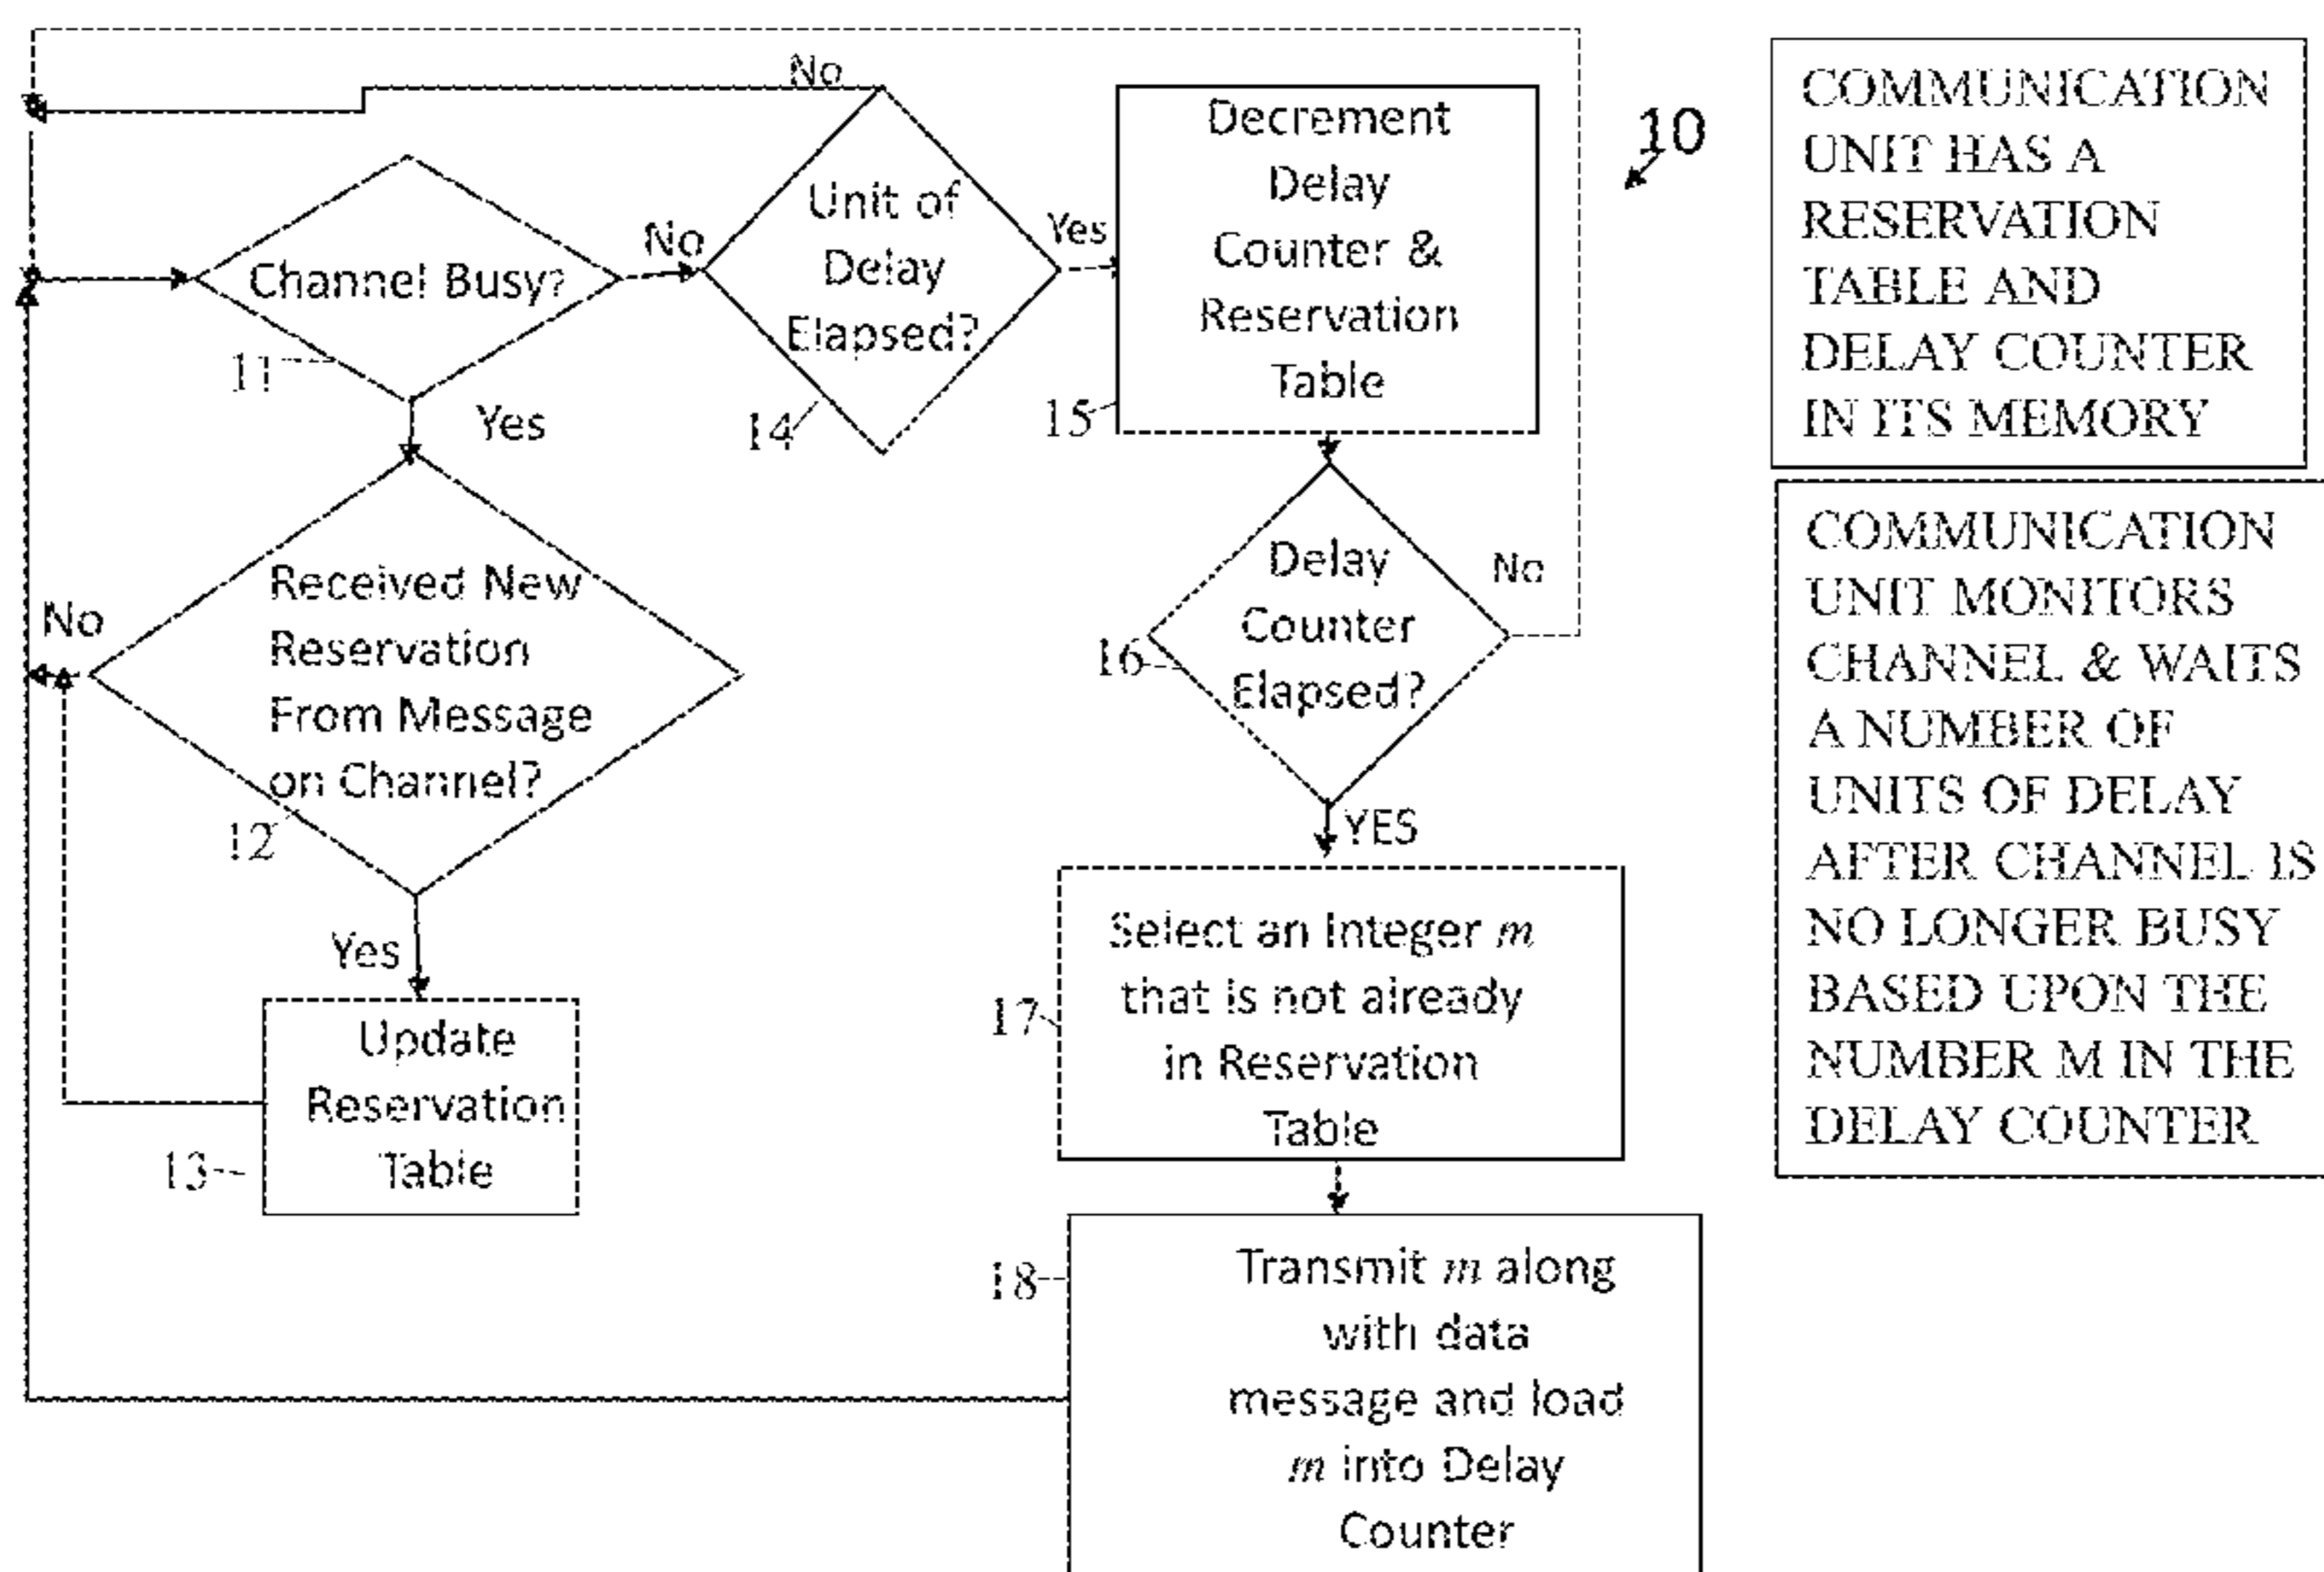 No
Channel Busy?
11
No
Unit of
Delay
Elapsed?
14
Yes
Decrement
Delay
Counter &
Reservation
Table
15
10
Yes
Received New
Reservation
From Message
on Channel?
No
12
Yes
Update
Reservation
Table
13
Delay
Counter
Elapsed?
16
No
YES
Select an Integer m
that is not already
in Reservation
Table
17
Transmit m along
with data
message and load
m into Delay
Counter
18
COMMUNICATION
UNIT HAS A
RESERVATION
TABLE AND
DELAY COUNTER
IN ITS MEMORY
COMMUNICATION
UNIT MONITORS
CHANNEL & WAITS
A NUMBER OF
UNITS OF DELAY
AFTER CHANNEL IS
NO LONGER BUSY
BASED UPON THE
NUMBER M IN THE
DELAY COUNTER